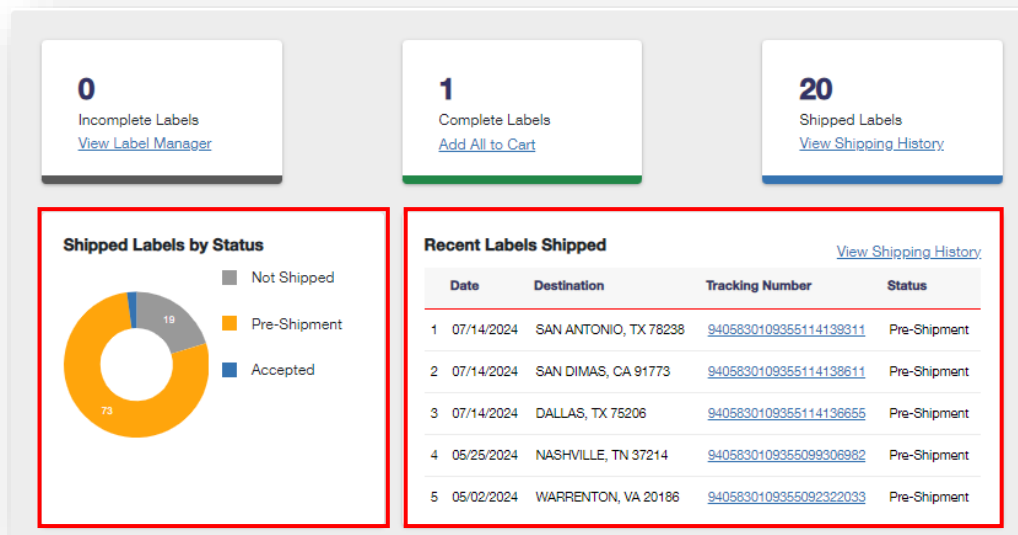 0
Incomplete Labels
View Label Manager
1
Complete Labels
Add All to Cart
20
Shipped Labels
View Shipping History
Shipped Labels by Status
Not Shipped
Pre-Shipment
Accepted
19
73
Recent Labels Shipped
View Shipping History
Date Destination Tracking Number Status
1 07/14/2024 SAN ANTONIO, TX 78238 9405830109355114139311 Pre-Shipment
2 07/14/2024 SAN DIMAS, CA 91773 9405830109355114138611 Pre-Shipment
3 07/14/2024 DALLAS, TX 75206 9405830109355114136655 Pre-Shipment
4 05/25/2024 NASHVILLE, TN 37214 9405830109355099306982 Pre-Shipment
5 05/02/2024 WARRENTON, VA 20186 9405830109355092322033 Pre-Shipment